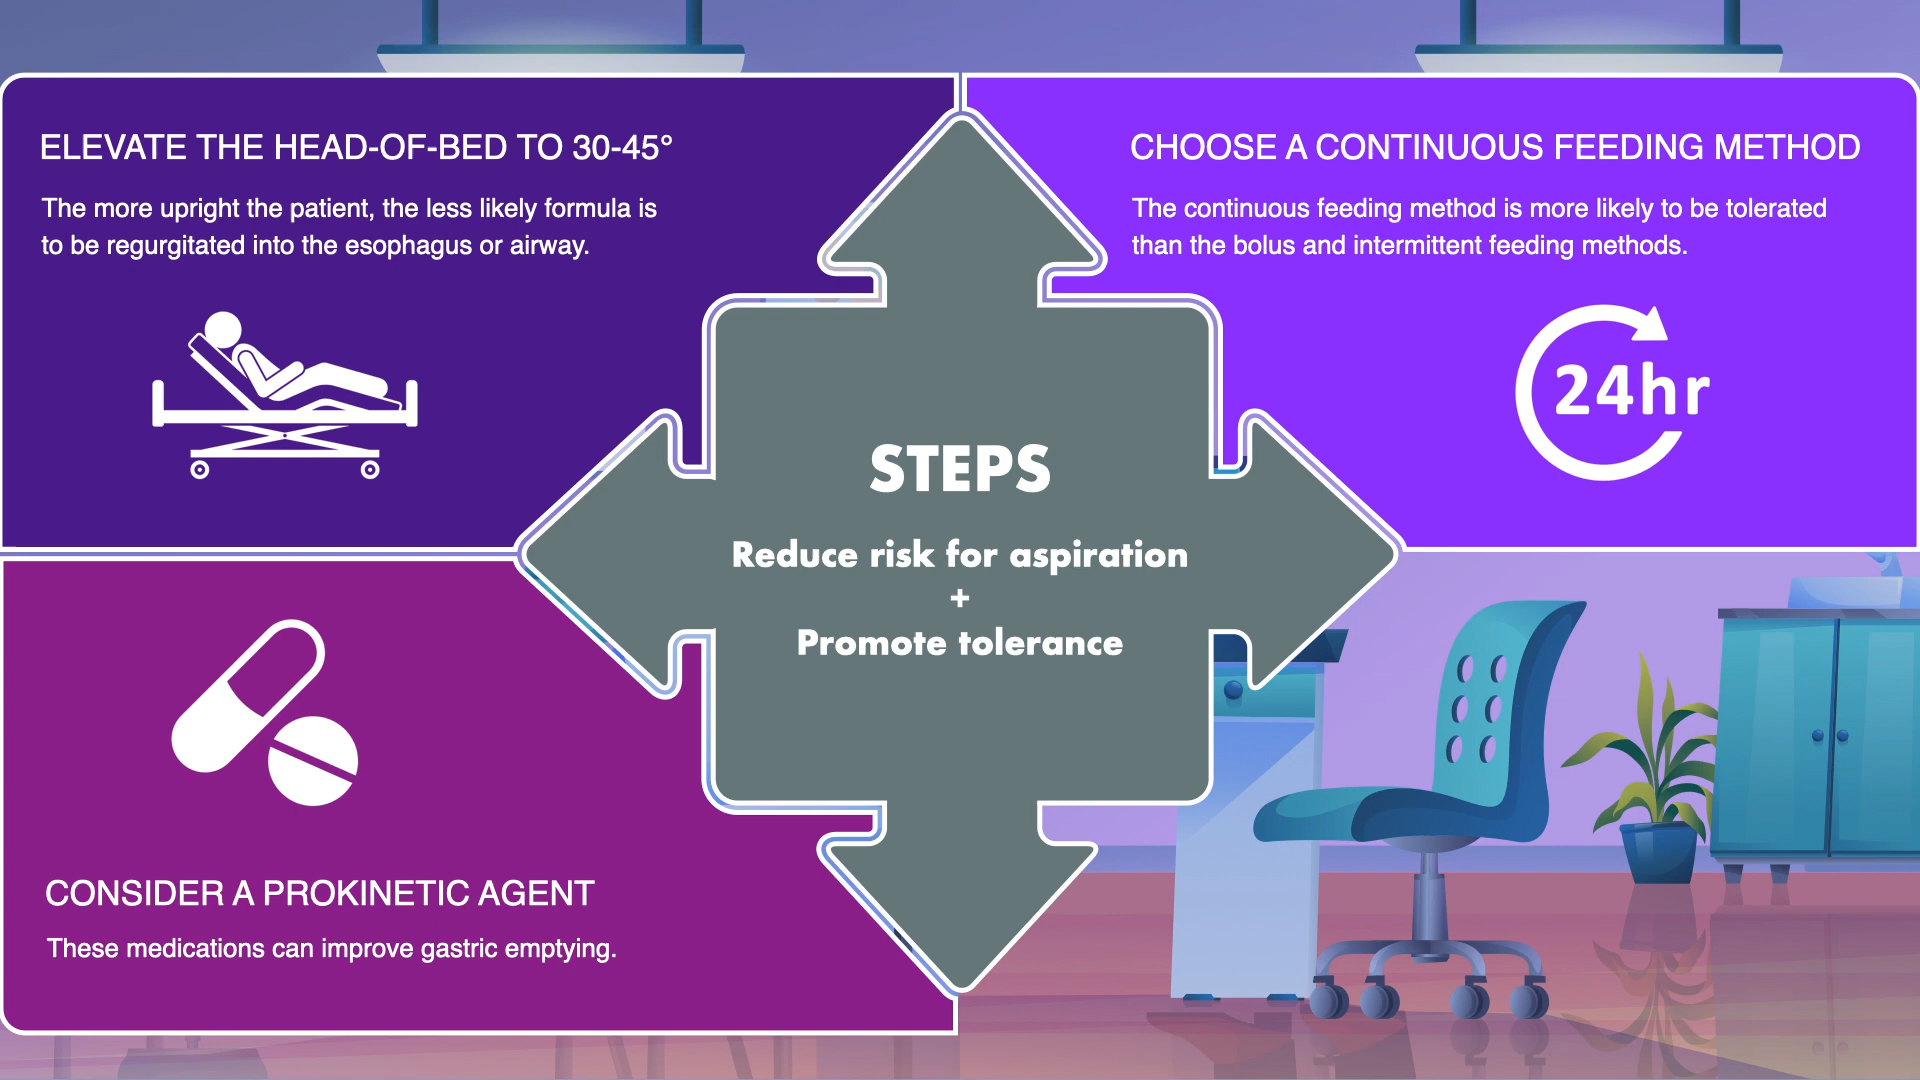 ELEVATE THE HEAD-OF-BED TO 30-45°
The more upright the patient, the less likely formula is
to be regurgitated into the esophagus or airway.
CHOOSE A CONTINUOUS FEEDING METHOD
The continuous feeding method is more likely to be tolerated
than the bolus and intermittent feeding methods.
24hr
STEPS
Reduce risk for aspiration
+
Promote tolerance
CONSIDER A PROKINETIC AGENT
These medications can improve gastric emptying.